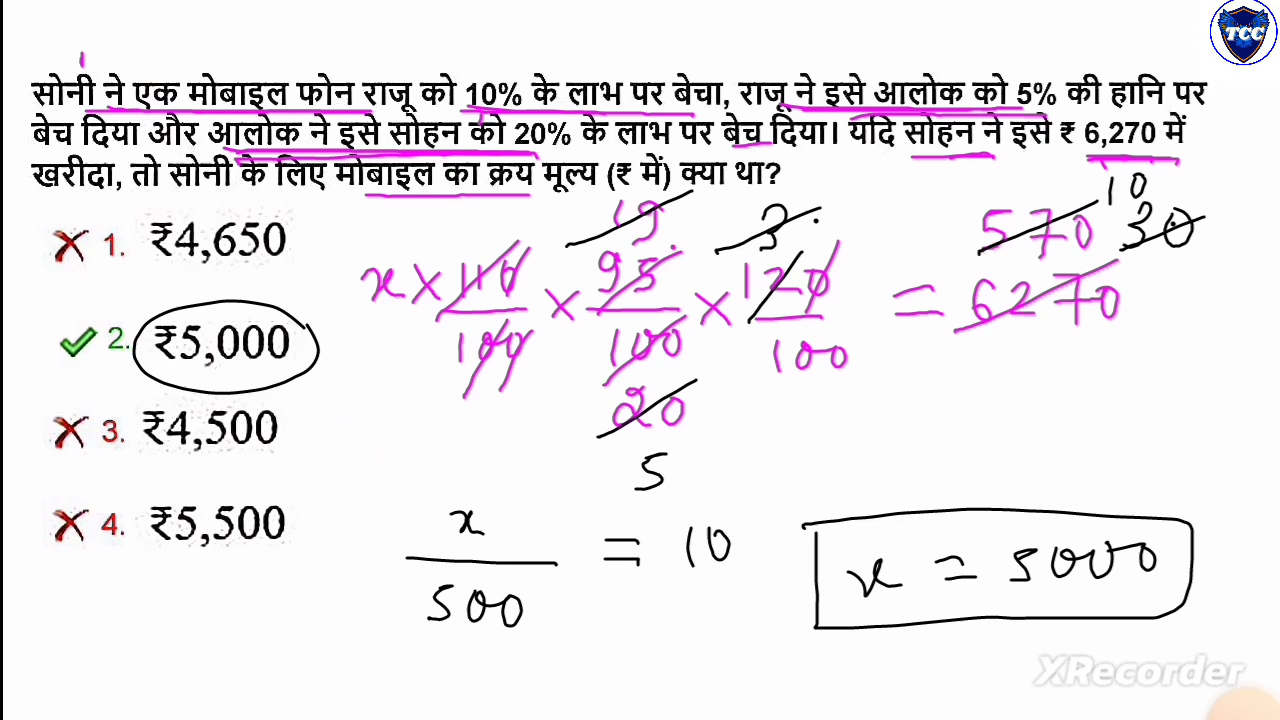 TCC
सोनी ने एक मोबाइल फोन राजू को 10% के लाभ पर बेचा, राजू ने इसे आलोक को 5% की हानि पर
बेच दिया और आलोक ने इसे सोहन को 20% के लाभ पर बेच दिया। यदि सोहन ने इसे ₹ 6,270 में
खरीदा, तो सोनी के लिए मोबाइल का क्रय मूल्य (₹ में) क्या था?
1. ₹4,650
2. ₹5,000
3. ₹4,500
4. ₹5,500
19 3 570 30 10
x × 110/100 × 95/100 × 120/100 = 6270
20
5
x/500 = 10
x = 5000
XRecorder